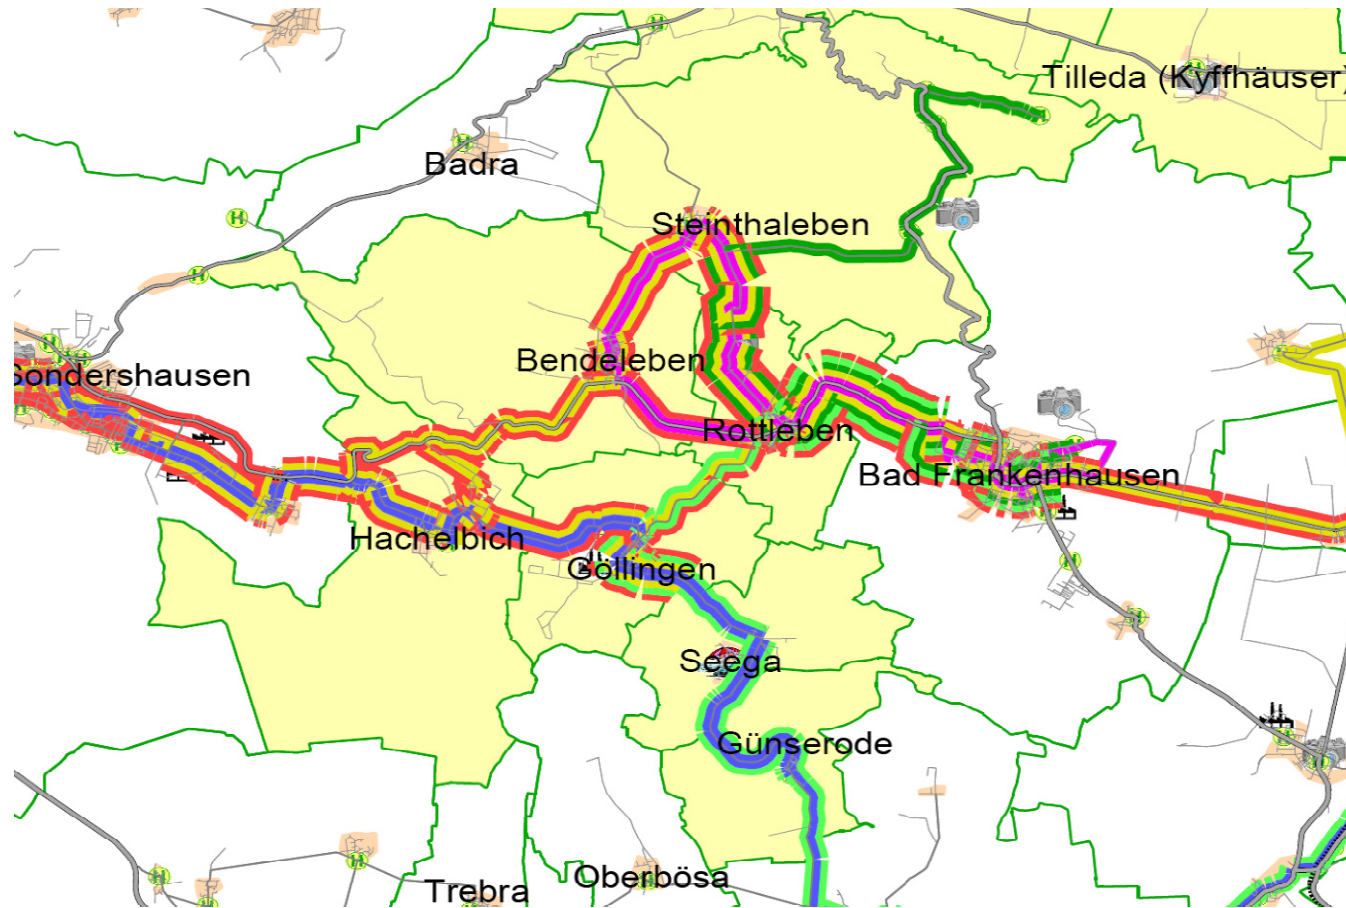 Tilleda (Kyffhäuser)
Badra
Steinthaleben
Bendeleben
Sondershausen
Rottleben
Bad Frankenhausen
Hachelbich
Göllingen
Seega
Günserode
Oberbösa
Trebra